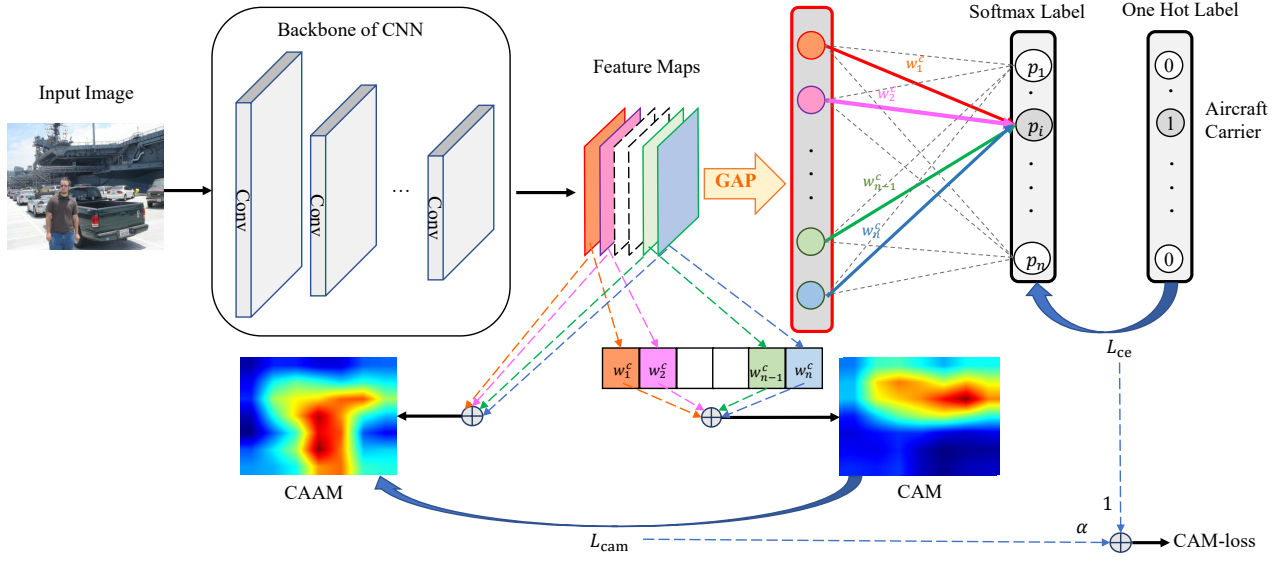 Backbone of CNN
Softmax Label
One Hot Label
Input Image
Feature Maps
Conv
Conv
...
Conv
GAP
w_1^c
w_2^c
w_{n-1}^c
w_n^c
p_1
p_i
p_n
0
1
0
Aircraft
Carrier
L_ce
w_1^c
w_2^c
w_{n-1}^c
w_n^c
CAAM
CAM
L_cam
α
1
CAM-loss